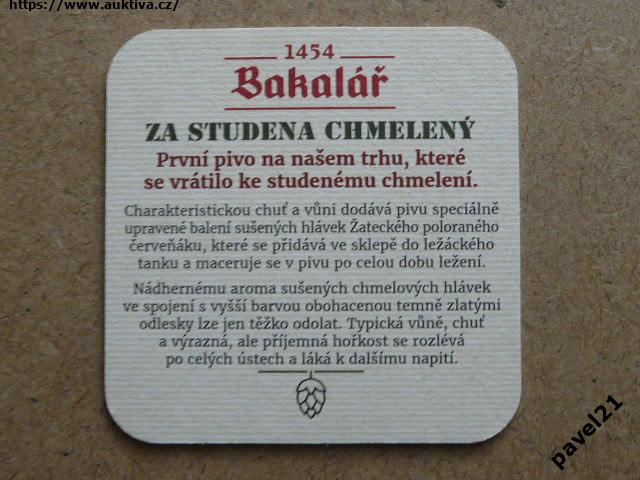 https://www.auktiva.cz/
1454
Bakalář
ZA STUDENA CHMELENÝ
První pivo na našem trhu, které
se vrátilo ke studenému chmelení.
Charakteristickou chuť a vůni dodává pivu speciálně
upravené balení sušených hlávek Žateckého poloraného
červeňáku, které se přidává ve sklepě do ležáckého
tanku a maceruje se v pivu po celou dobu ležení.
Nádhernému aroma sušených chmelových hlávek
ve spojení s vyšší barvou obohacenou temně zlatými
odlesky lze jen těžko odolat. Typická vůně, chuť
a výrazná, ale příjemná hořkost se rozlévá
po celých ústech a láká k dalšímu napití.
pavel21